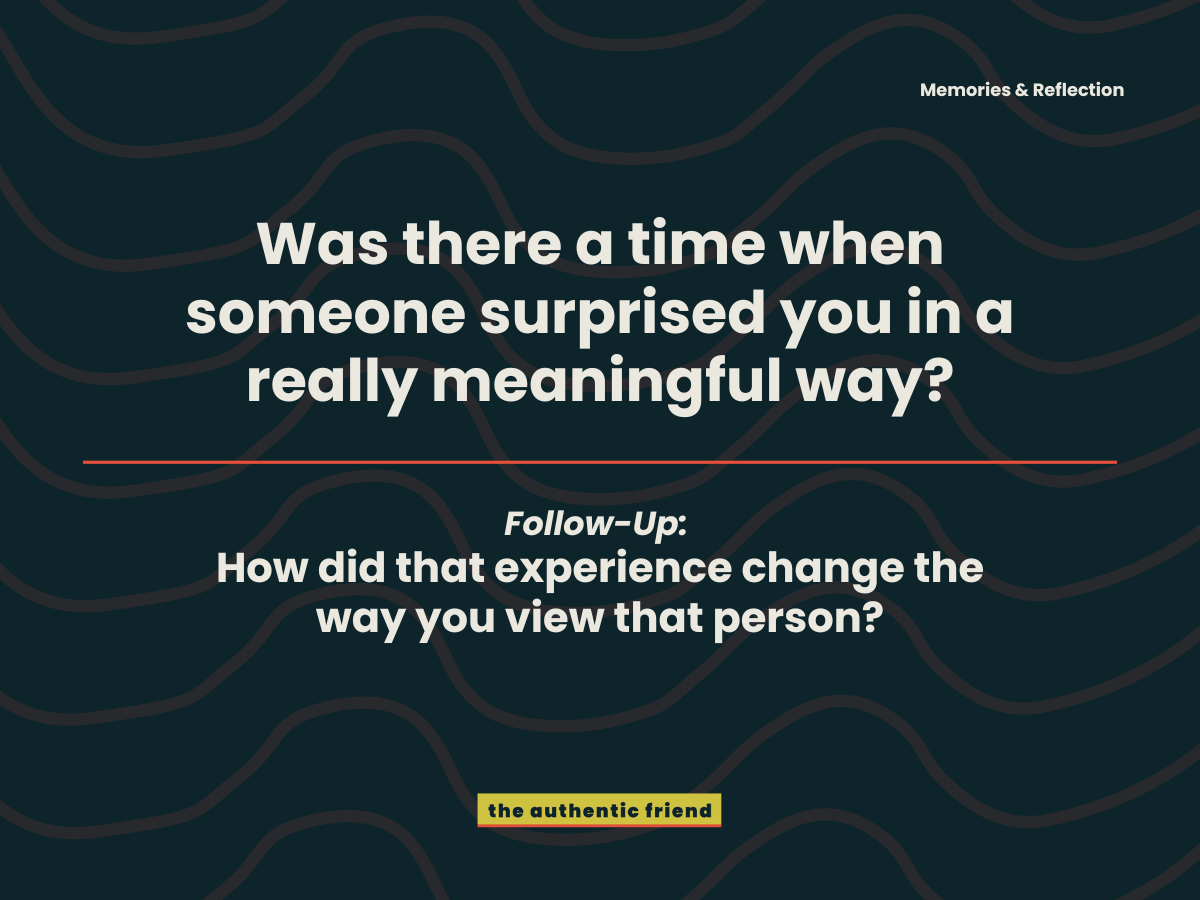 Memories & Reflection
Was there a time when
someone surprised you in a
really meaningful way?
Follow-Up:
How did that experience change the
way you view that person?
the authentic friend